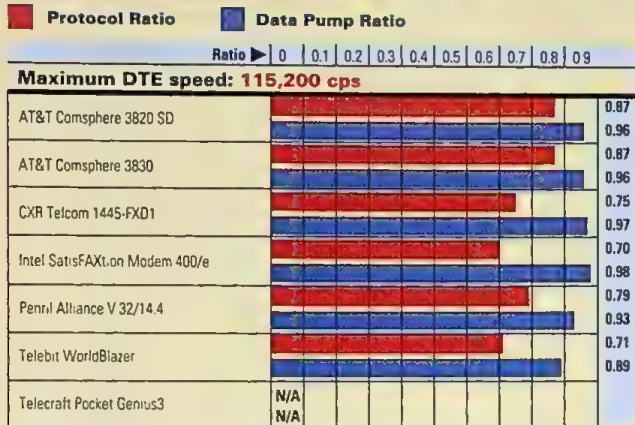 Protocol Ratio Data Pump Ratio
Ratio ▶ 0 0.1 0.2 0.3 0.4 0.5 0.6 0.7 0.8 0 9
Maximum DTE speed: 115,200 cps
AT&T Comsphere 3820 SD 0.87
0.96
AT&T Comsphere 3830 0.87
0.96
CXR Telcom 1445-FXD1 0.75
0.97
Intel SatisFAXt.on Modem 400/e 0.70
0.98
Penril Alliance V 32/14.4 0.79
0.93
Telebit WorldBlazer 0.71
0.89
Telecraft Pocket Genius3 N/A
N/A